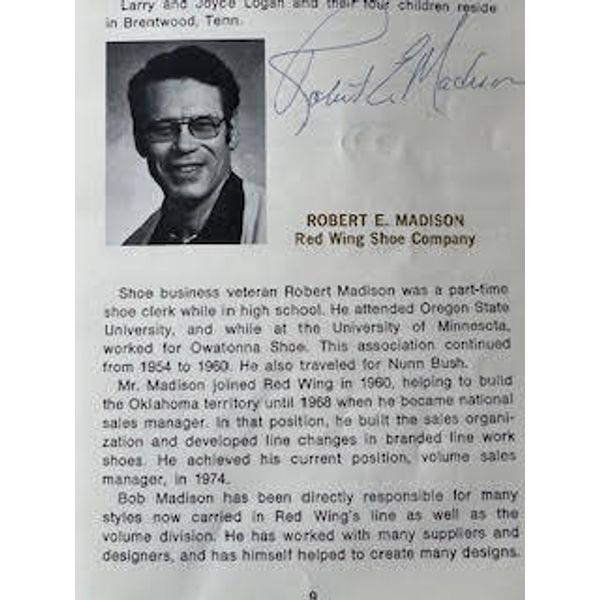 Larry and Joyce Logan and their four children reside
in Brentwood, Tenn.
Robert E. Madison
ROBERT E. MADISON
Red Wing Shoe Company
Shoe business veteran Robert Madison was a part-time
shoe clerk while in high school. He attended Oregon State
University, and while at the University of Minnesota,
worked for Owatonna Shoe. This association continued
from 1954 to 1960. He also traveled for Nunn Bush.
Mr. Madison joined Red Wing in 1960, helping to build
the Oklahoma territory until 1968 when he became national
sales manager. In that position, he built the sales organi-
zation and developed line changes in branded line work
shoes. He achieved his current position, volume sales
manager, in 1974.
Bob Madison has been directly responsible for many
styles now carried in Red Wing's line as well as the
volume division. He has worked with many suppliers and
designers, and has himself helped to create many designs.